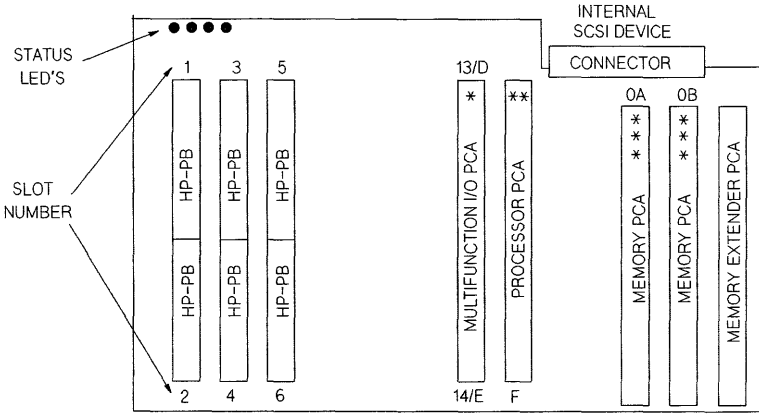 INTERNAL
SCSI DEVICE
CONNECTOR
STATUS
LED'S
SLOT
NUMBER
1 3 5 13/D 0A 0B
HP-PB
HP-PB
HP-PB
* MULTIFUNCTION I/O PCA
** PROCESSOR PCA
*** MEMORY PCA
*** MEMORY PCA
MEMORY EXTENDER PCA
HP-PB
HP-PB
HP-PB
2 4 6 14/E F